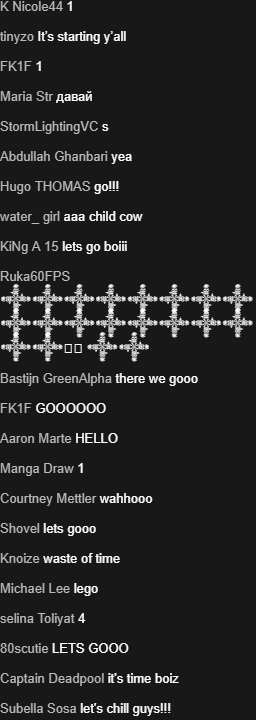 K Nicole44 1
tinyzo It's starting y'all
FK1F 1
Maria Str давай
StormLightingVC s
Abdullah Ghanbari yea
Hugo THOMAS go!!!
water_ girl aaa child cow
KiNg A 15 lets go boiii
Ruka60FPS
Bastijn GreenAlpha there we gooo
FK1F GOOOOOO
Aaron Marte HELLO
Manga Draw 1
Courtney Mettler wahhooo
Shovel lets gooo
Knoize waste of time
Michael Lee lego
selina Toliyat 4
80scutie LETS GOOO
Captain Deadpool it's time boiz
Subella Sosa let's chill guys!!!